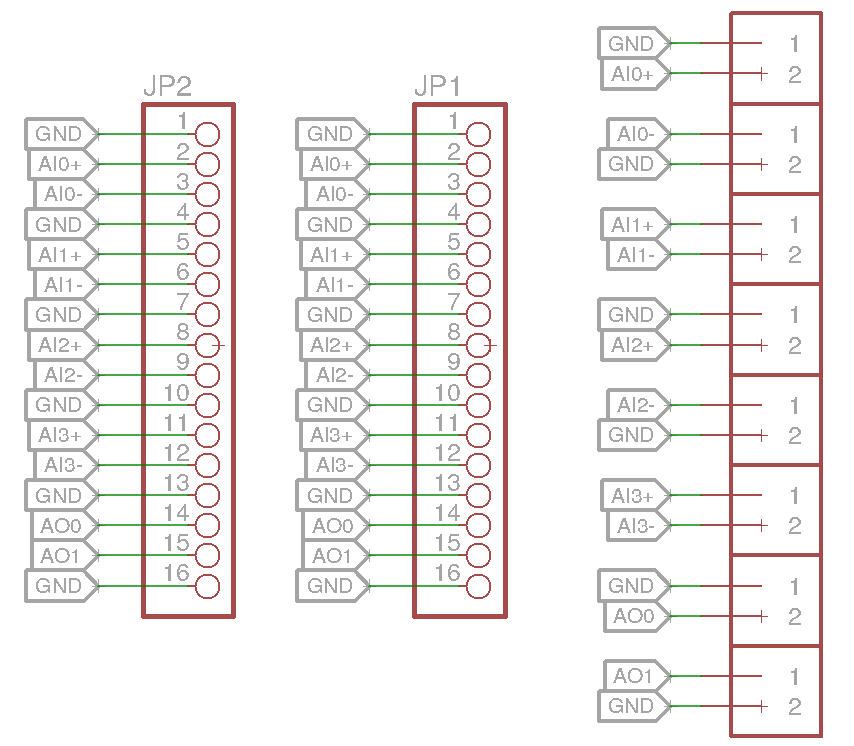 JP2
GND 1
AI0+ 2
AI0- 3
GND 4
AI1+ 5
AI1- 6
GND 7
AI2+ 8
AI2- 9
GND 10
AI3+ 11
AI3- 12
GND 13
AO0 14
AO1 15
GND 16
JP1
GND 1
AI0+ 2
AI0- 3
GND 4
AI1+ 5
AI1- 6
GND 7
AI2+ 8
AI2- 9
GND 10
AI3+ 11
AI3- 12
GND 13
AO0 14
AO1 15
GND 16
GND 1
AI0+ 2
AI0- 1
GND 2
AI1+ 1
AI1- 2
GND 1
AI2+ 2
AI2- 1
GND 2
AI3+ 1
AI3- 2
GND 1
AO0 2
AO1 1
GND 2